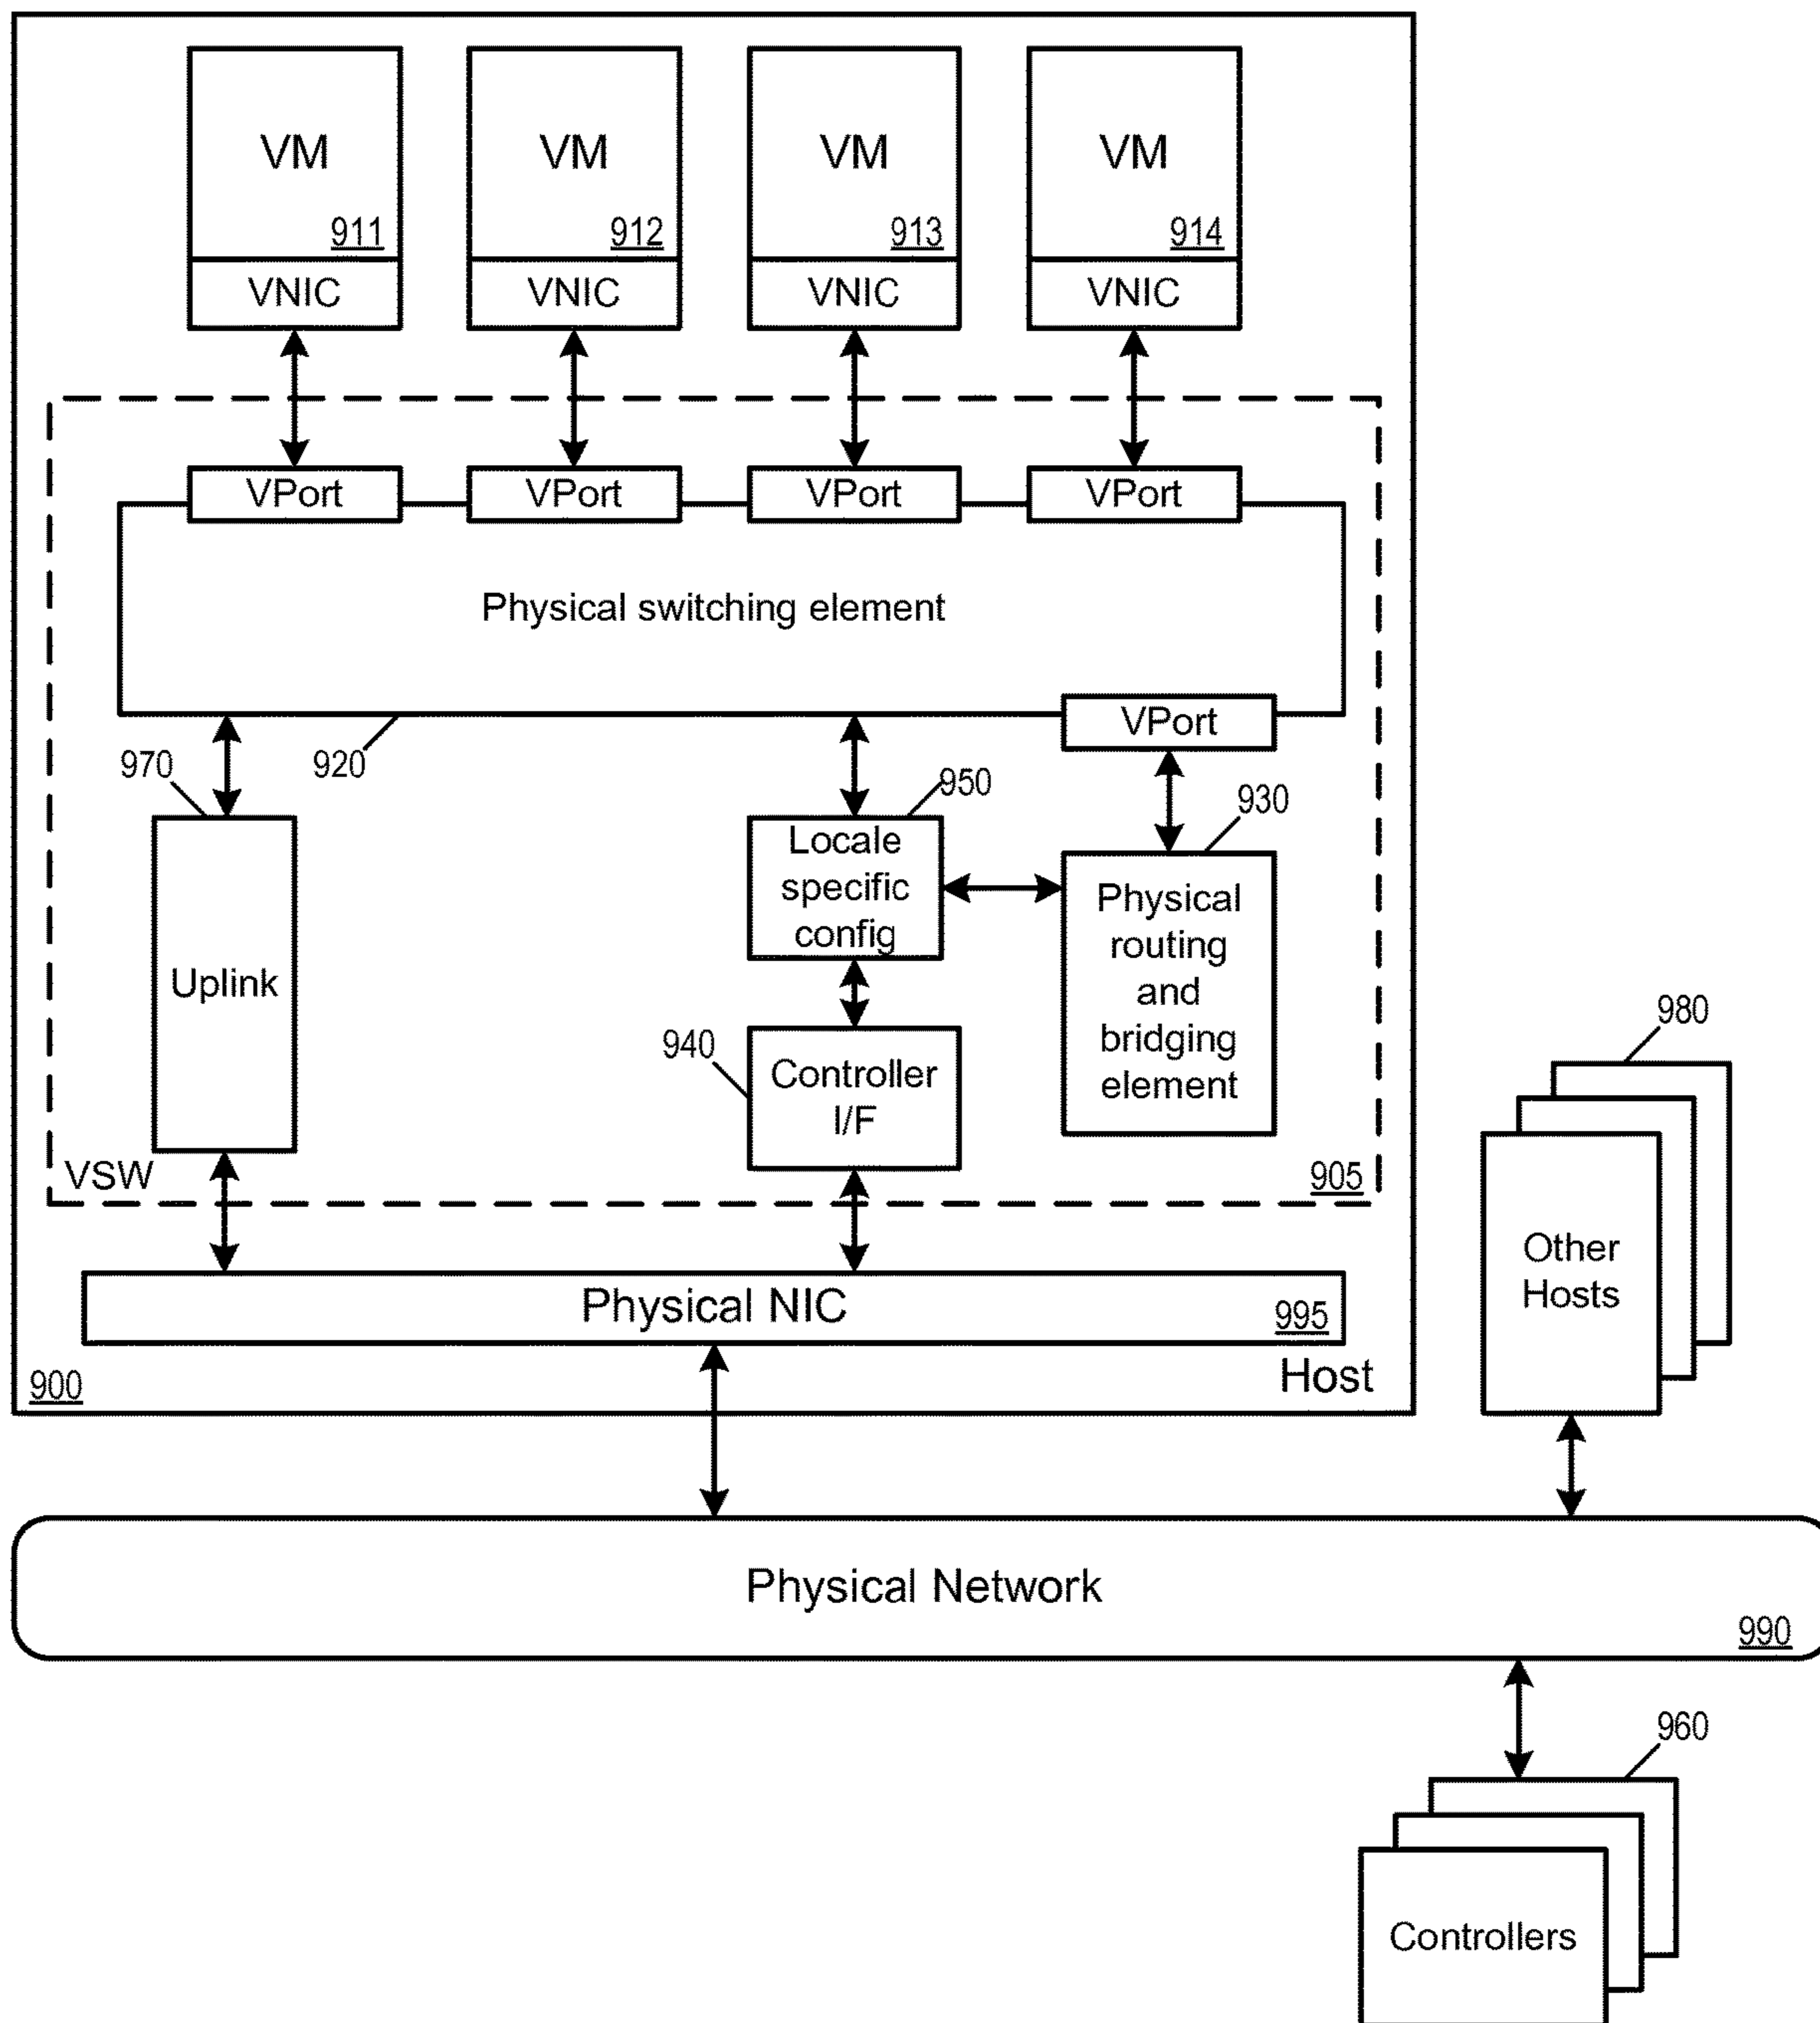 VM VM VM VM
911 912 913 914
VNIC VNIC VNIC VNIC
VPort VPort VPort VPort
Physical switching element
VPort
970
920
950
930
Locale
specific
config
Physical
routing
and
bridging
element
Uplink
940
Controller
I/F
VSW
905
Physical NIC
995
900
Host
980
Other
Hosts
Physical Network
990
960
Controllers